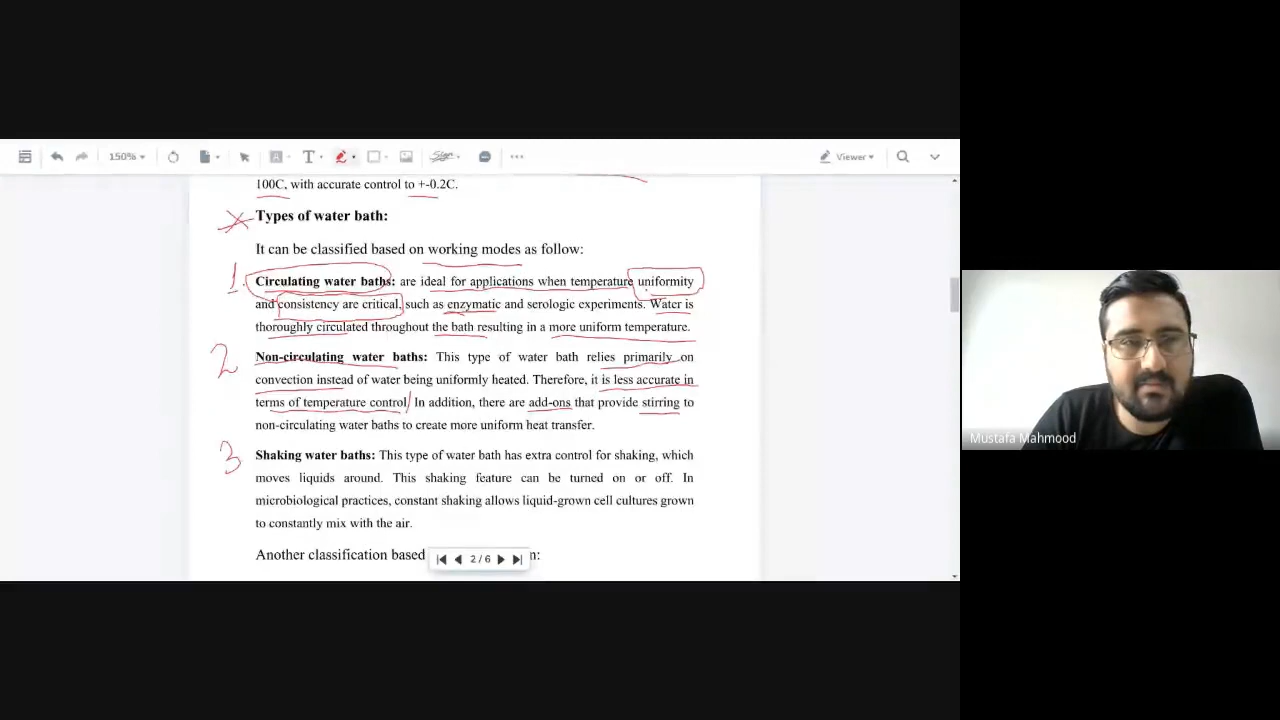 150%
T
Sign
Viewer
100C, with accurate control to +-0.2C.
Types of water bath:
It can be classified based on working modes as follow:
1. Circulating water baths: are ideal for applications when temperature uniformity
and consistency are critical, such as enzymatic and serologic experiments. Water is
thoroughly circulated throughout the bath resulting in a more uniform temperature.
2 Non-circulating water baths: This type of water bath relies primarily on
convection instead of water being uniformly heated. Therefore, it is less accurate in
terms of temperature control. In addition, there are add-ons that provide stirring to
non-circulating water baths to create more uniform heat transfer.
3 Shaking water baths: This type of water bath has extra control for shaking, which
moves liquids around. This shaking feature can be turned on or off. In
microbiological practices, constant shaking allows liquid-grown cell cultures grown
to constantly mix with the air.
Another classification based
2 / 6
Mustafa Mahmood